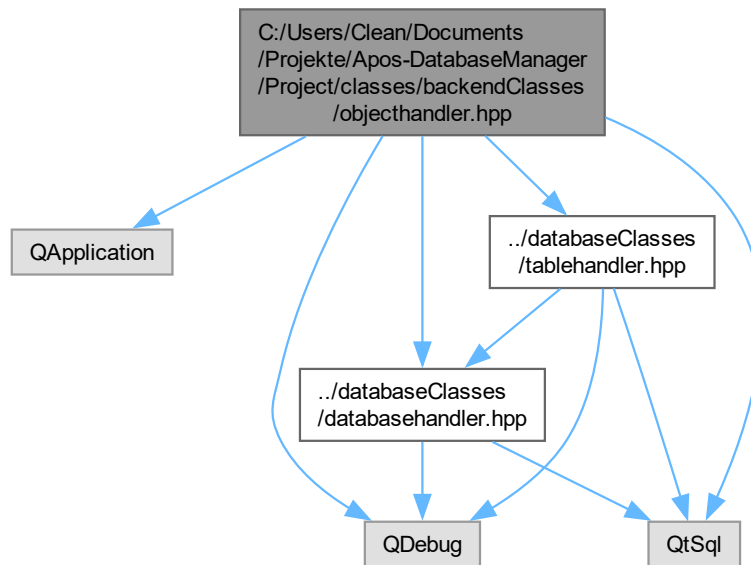 C:/Users/Clean/Documents
/Projekte/Apos-DatabaseManager
/Project/classes/backendClasses
/objecthandler.hpp
QApplication
../databaseClasses
/tablehandler.hpp
../databaseClasses
/databasehandler.hpp
QDebug
QtSql